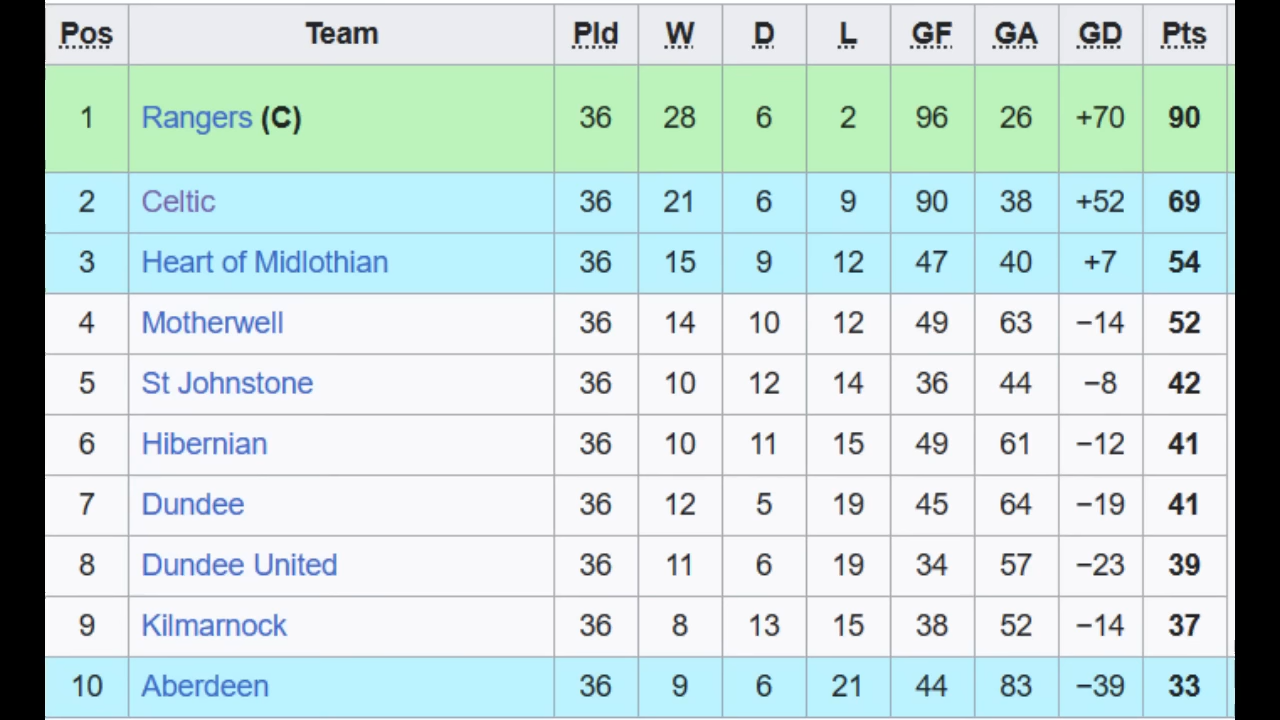 Pos Team Pld W D L GF GA GD Pts
1 Rangers (C) 36 28 6 2 96 26 +70 90
2 Celtic 36 21 6 9 90 38 +52 69
3 Heart of Midlothian 36 15 9 12 47 40 +7 54
4 Motherwell 36 14 10 12 49 63 −14 52
5 St Johnstone 36 10 12 14 36 44 −8 42
6 Hibernian 36 10 11 15 49 61 −12 41
7 Dundee 36 12 5 19 45 64 −19 41
8 Dundee United 36 11 6 19 34 57 −23 39
9 Kilmarnock 36 8 13 15 38 52 −14 37
10 Aberdeen 36 9 6 21 44 83 −39 33